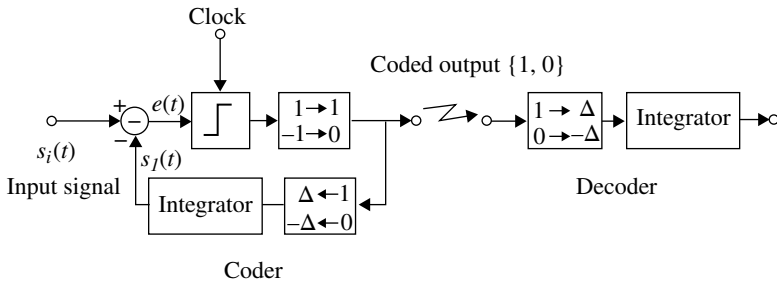 Clock
Coded output {1, 0}
+
−
−
e(t)
1→1
−1→0
1→ Δ
0→−Δ
Integrator
s_i(t)
s_1(t)
Input signal
Integrator
Δ←1
−Δ←0
Decoder
Coder